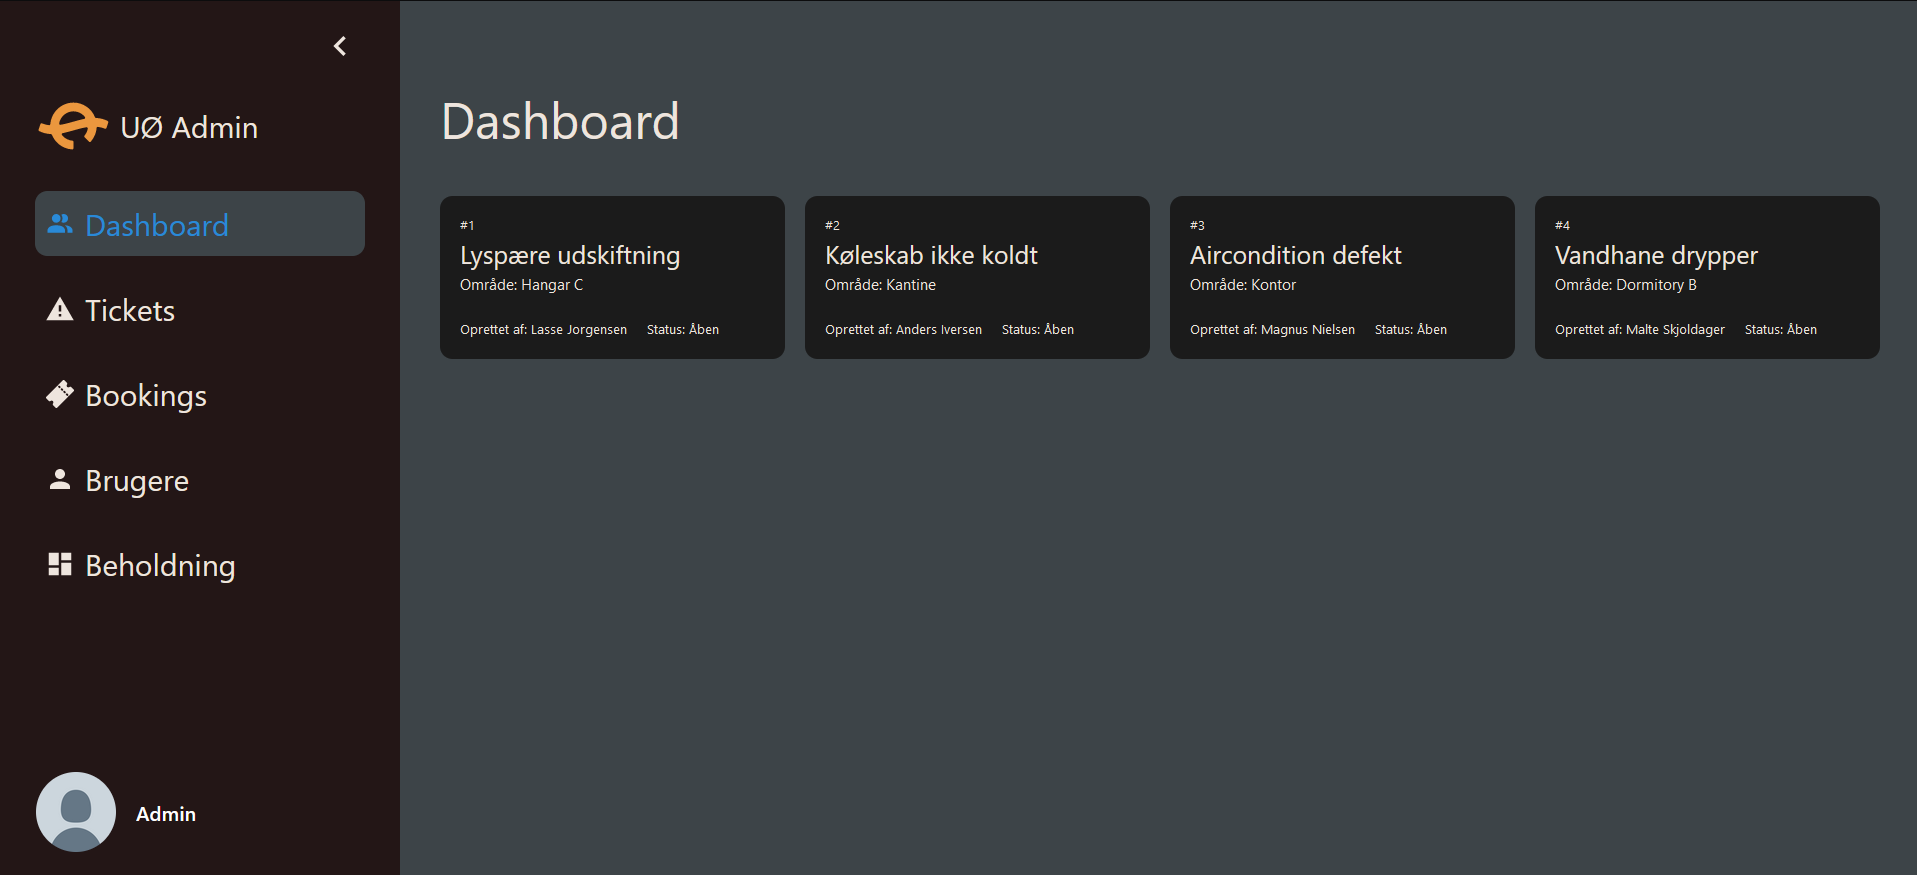 UØ Admin
Dashboard
Tickets
Bookings
Brugere
Beholdning
Admin
Dashboard
#1
Lyspære udskiftning
Område: Hangar C
Oprettet af: Lasse Jorgensen Status: Åben
#2
Køleskab ikke koldt
Område: Kantine
Oprettet af: Anders Iversen Status: Åben
#3
Aircondition defekt
Område: Kontor
Oprettet af: Magnus Nielsen Status: Åben
#4
Vandhane drypper
Område: Dormitory B
Oprettet af: Malte Skjoldager Status: Åben